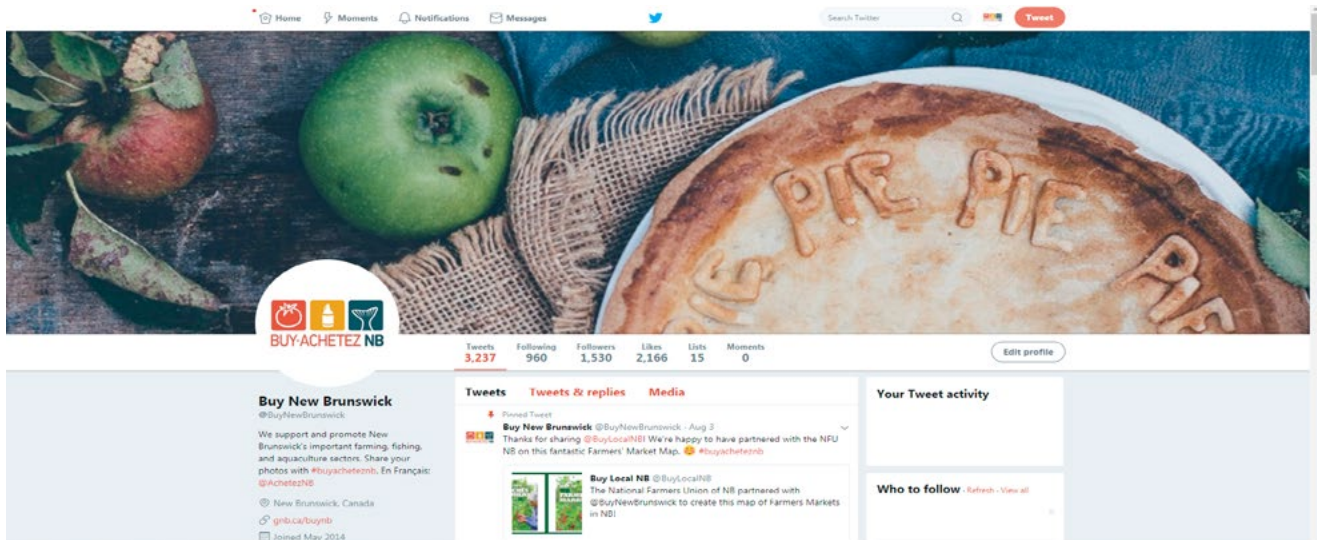 Home Moments Notifications Messages Search Twitter Tweet
PIE PIE PIE PIE
BUY·ACHETEZ NB
Tweets Following Followers Likes Lists Moments
3,237 960 1,530 2,166 15 0
Edit profile
Buy New Brunswick
@BuyNewBrunswick
We support and promote New
Brunswick's important farming, fishing,
and aquaculture sectors. Share your
photos with #buyacheteznb. En Français:
@AchetezNB
New Brunswick, Canada
gnb.ca/buynb
Joined May 2014
Tweets Tweets & replies Media
Pinned Tweet
Buy New Brunswick @BuyNewBrunswick · Aug 3
Thanks for sharing @BuyLocalNB! We're happy to have partnered with the NFU
NB on this fantastic Farmers' Market Map. #buyacheteznb
Buy Local NB @BuyLocalNB
The National Farmers Union of NB partnered with
@BuyNewBrunswick to create this map of Farmers Markets
in NB!
Your Tweet activity
Who to follow · Refresh · View all